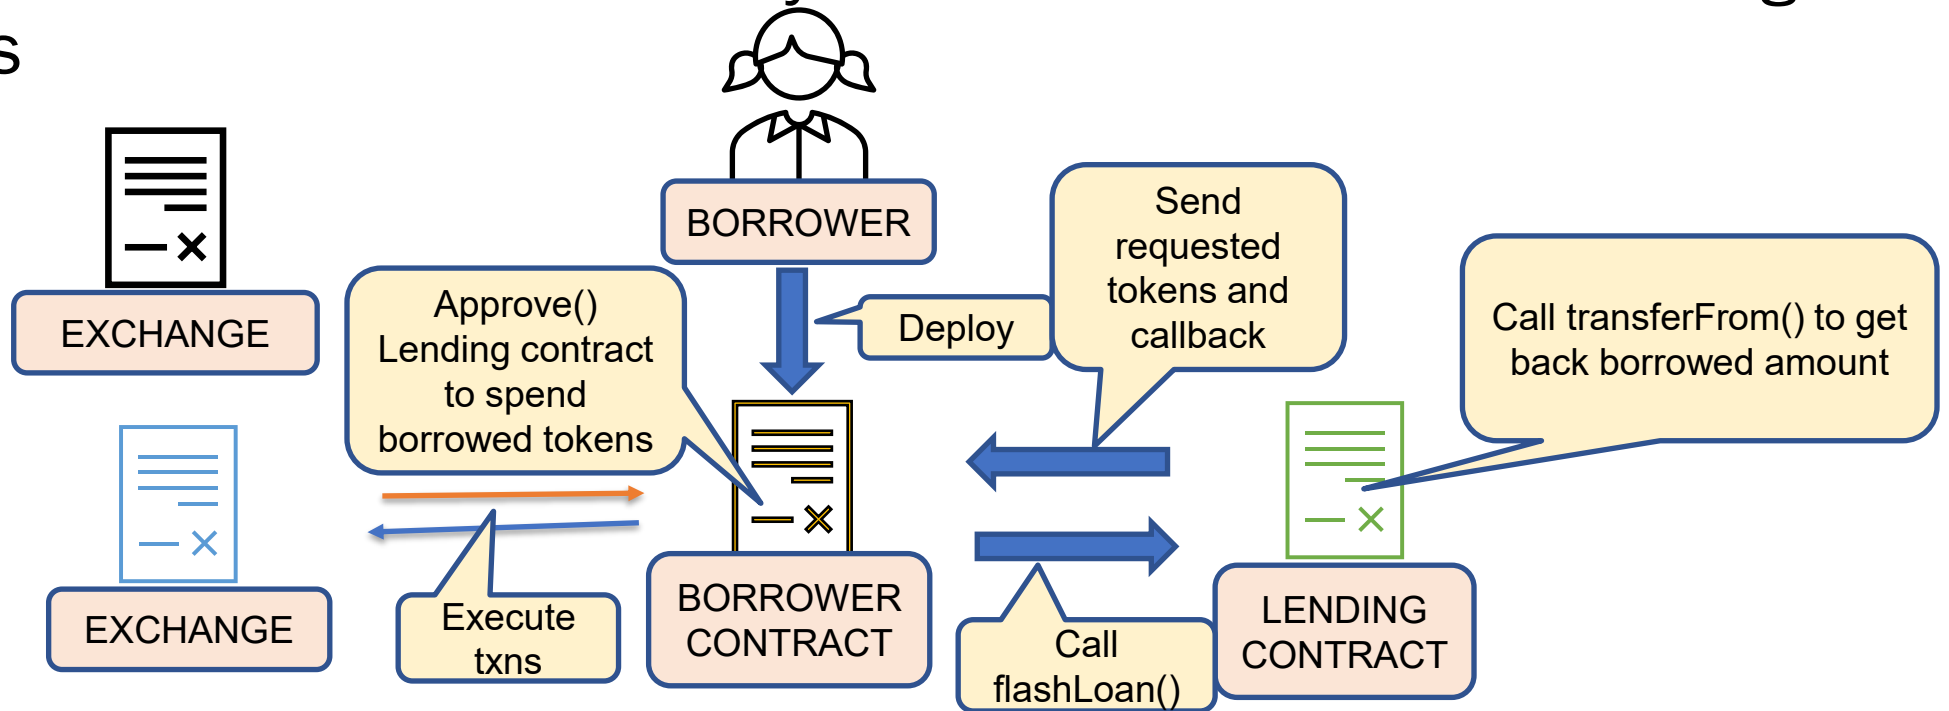 s
BORROWER
EXCHANGE
Approve()
Lending contract
to spend
borrowed tokens
Deploy
Send
requested
tokens and
callback
Call transferFrom() to get
back borrowed amount
EXCHANGE
Execute
txns
BORROWER
CONTRACT
Call
flashLoan()
LENDING
CONTRACT